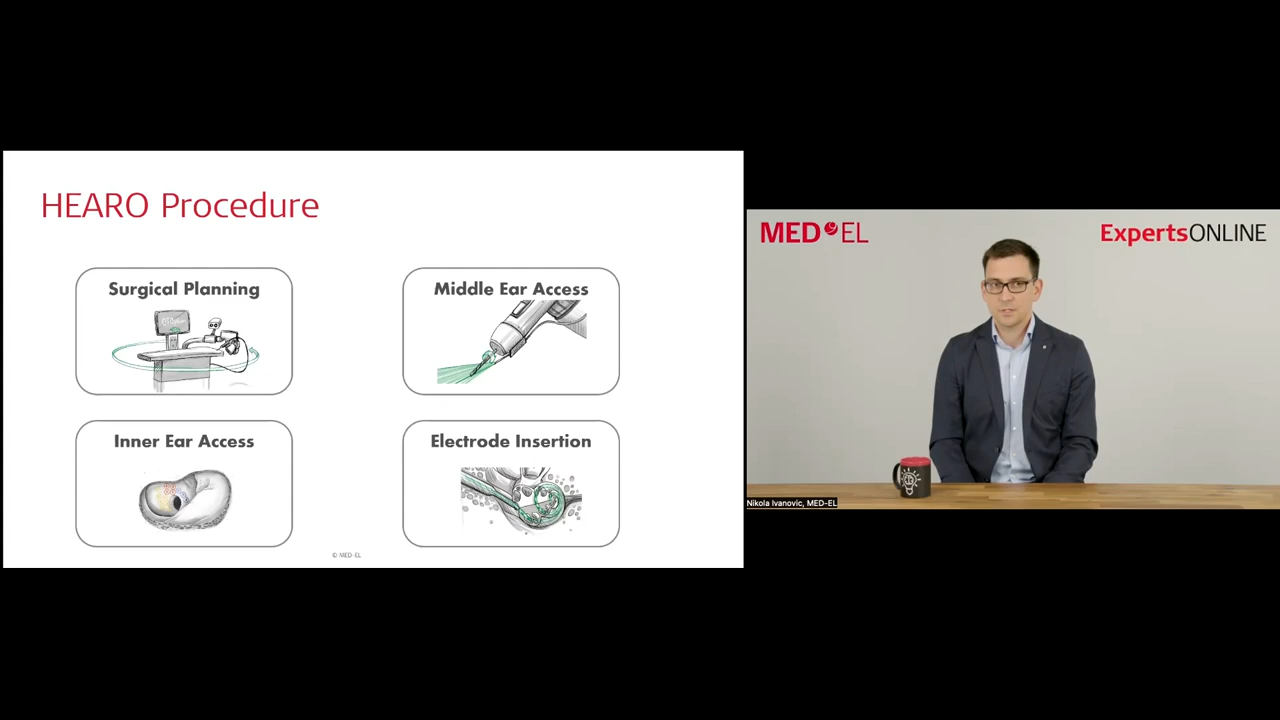 HEARO Procedure
Surgical Planning
Middle Ear Access
Inner Ear Access
Electrode Insertion
© MED-EL
MED EL
ExpertsONLINE
Nikola Ivanovic, MED-EL